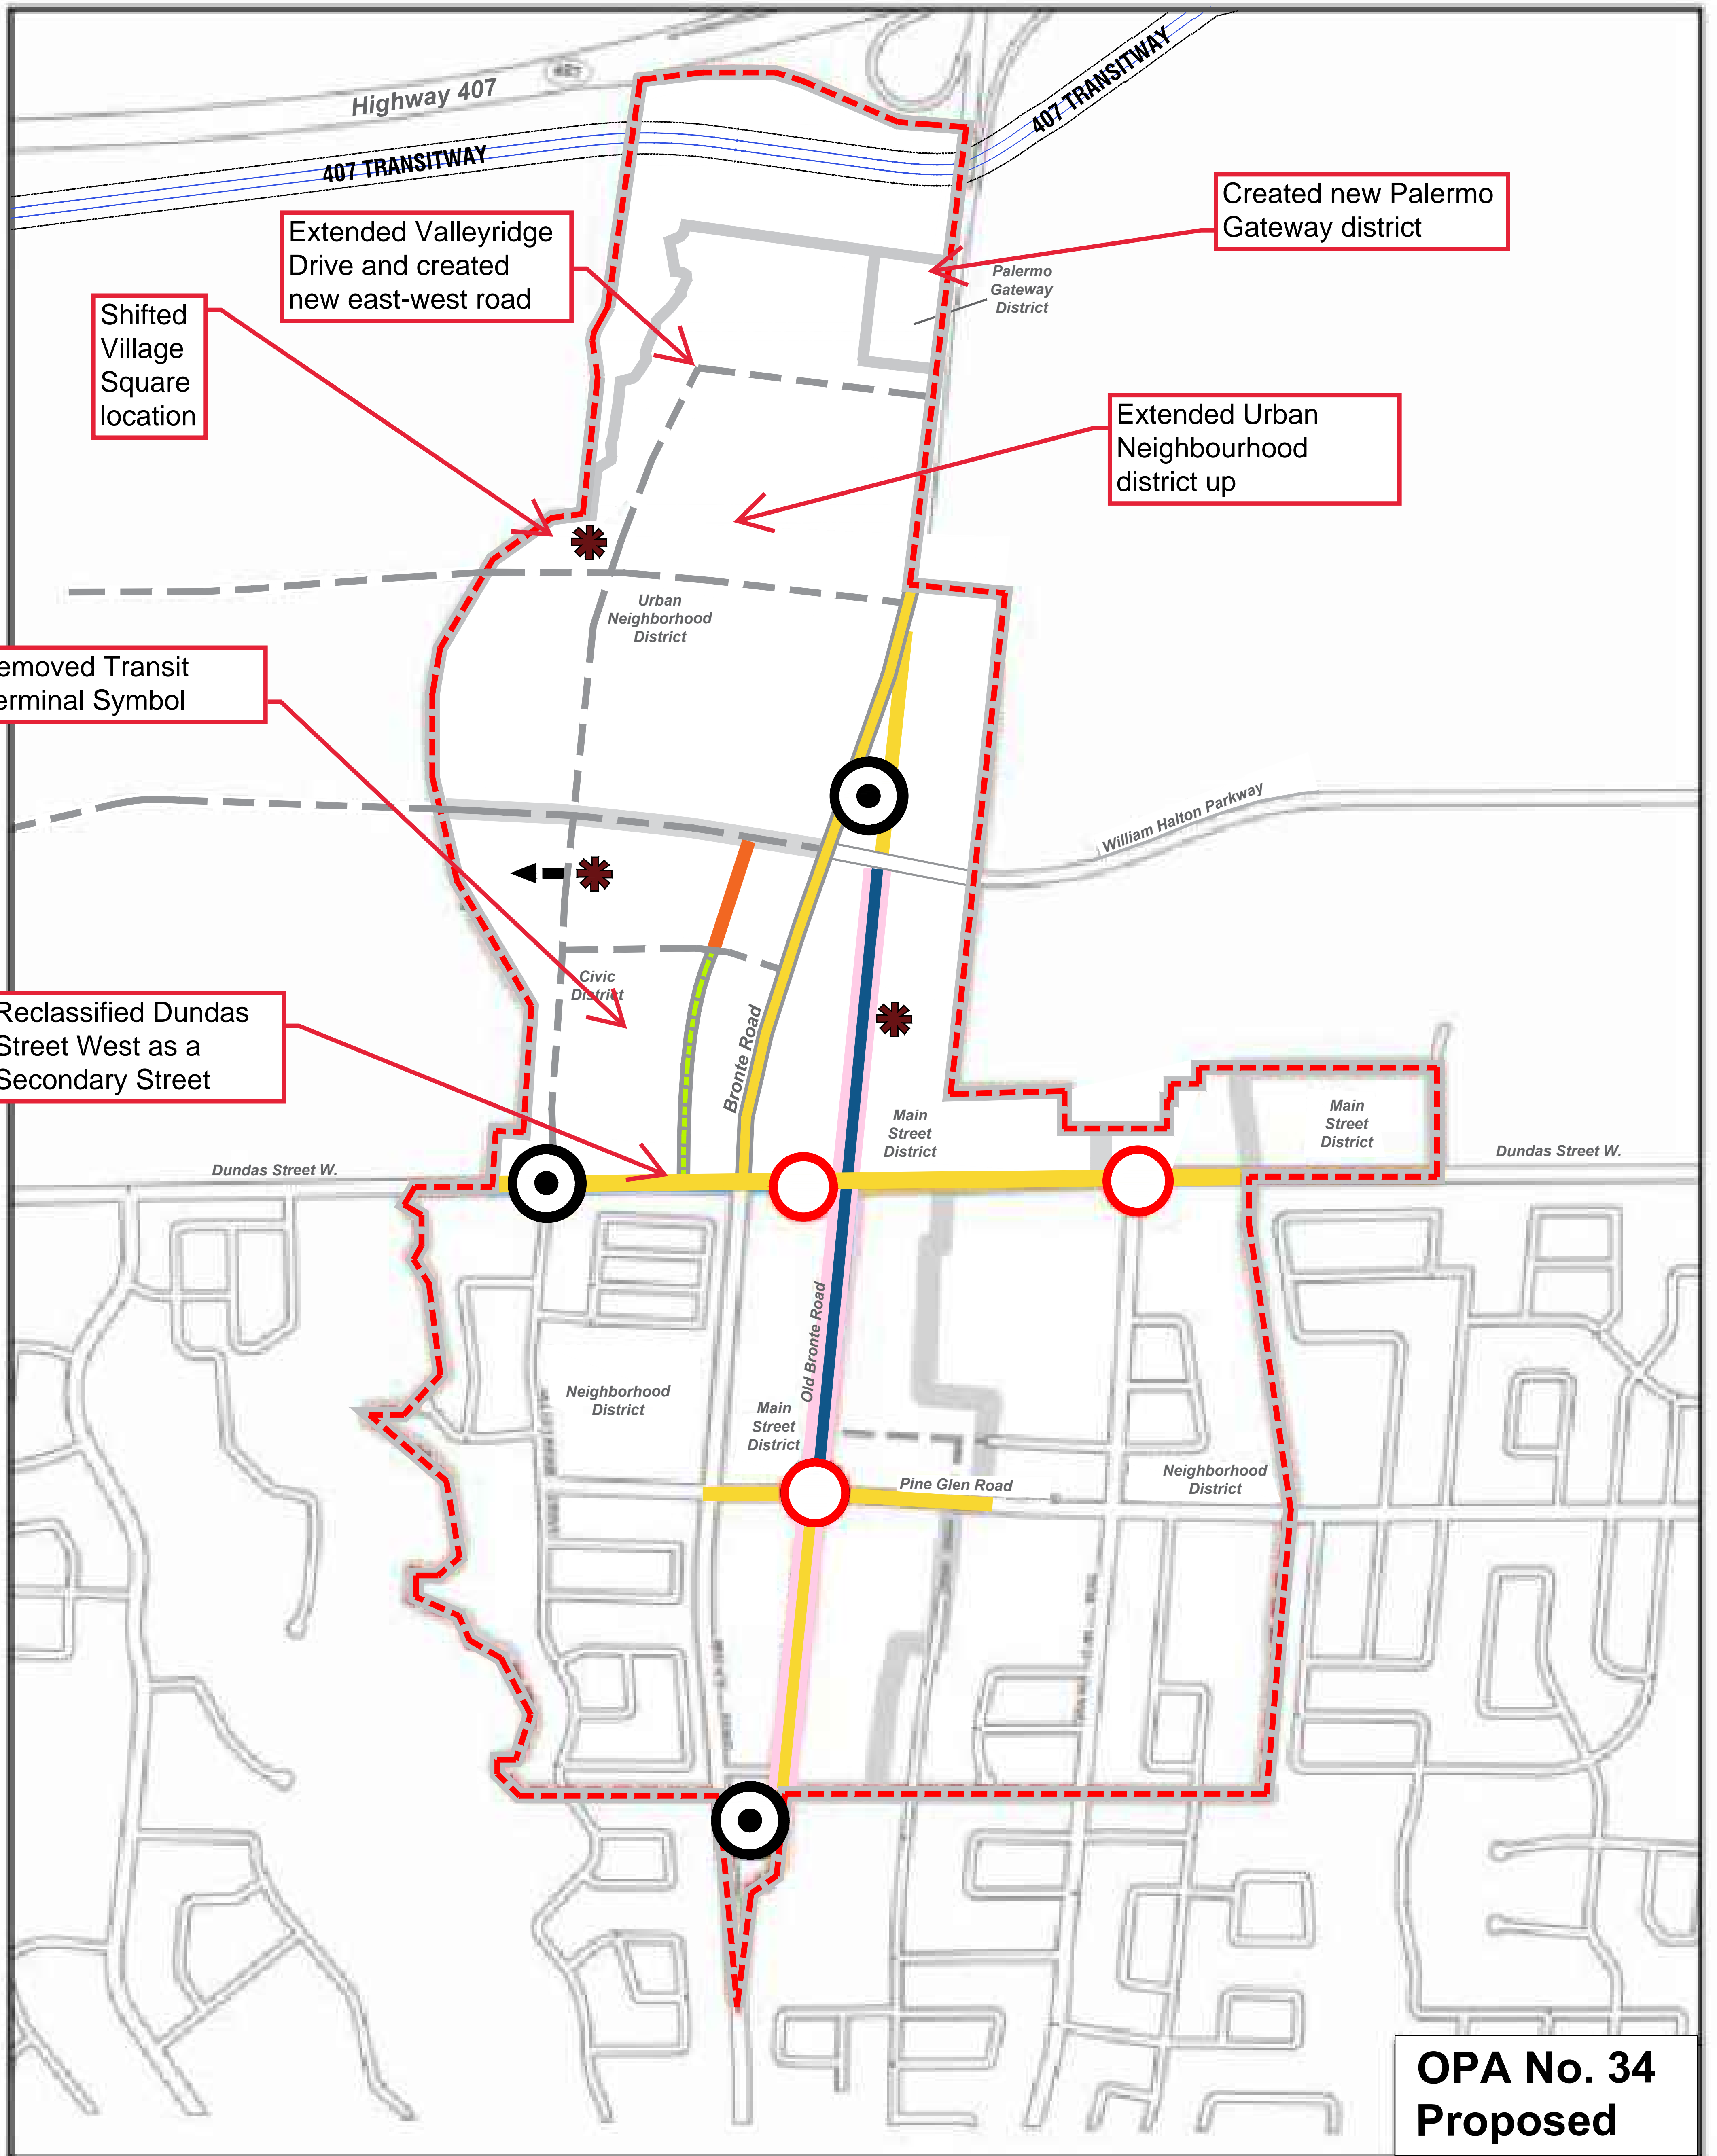 Highway 407
407
407 TRANSITWAY
407 TRANSITWAY
Created new Palermo
Gateway district
Extended Valleyridge
Drive and created
new east-west road
Palermo
Gateway
District
Shifted
Village
Square
location
Extended Urban
Neighbourhood
district up
Urban
Neighborhood
District
emoved Transit
erminal Symbol
William Halton Parkway
Civic
District
Reclassified Dundas
Street West as a
Secondary Street
Bronte Road
Main
Street
District
Main
Street
District
Dundas Street W.
Dundas Street W.
Old Bronte Road
Neighborhood
District
Main
Street
District
Pine Glen Road
Neighborhood
District
OPA No. 34
Proposed